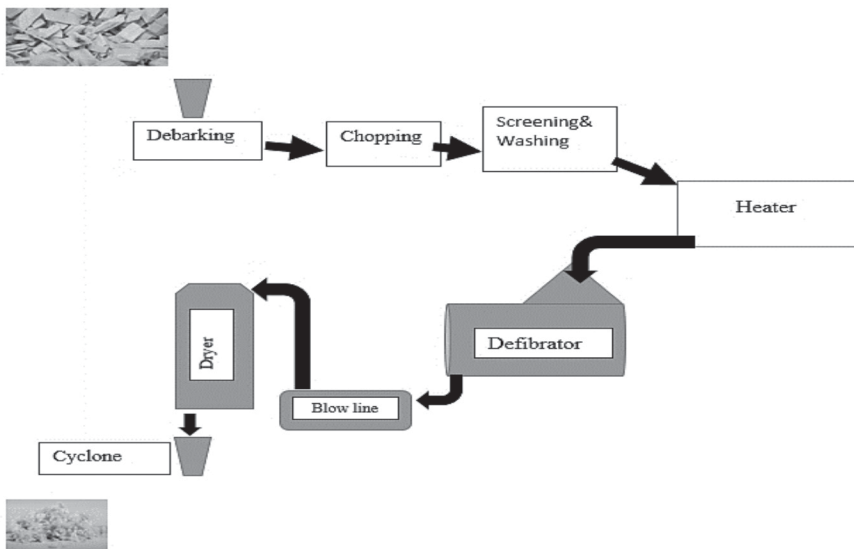 Debarking
Chopping
Screening&
Washing
Heater
Defibrator
Blow line
Dryer
Cyclone